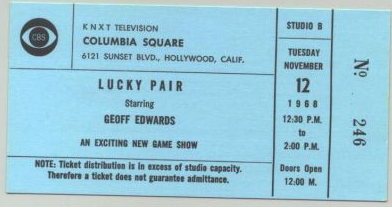 CBS
KNXT TELEVISION
COLUMBIA SQUARE
6121 SUNSET BLVD., HOLLYWOOD, CALIF.
LUCKY PAIR
Starring
GEOFF EDWARDS
AN EXCITING NEW GAME SHOW
NOTE: Ticket distribution is in excess of studio capacity.
Therefore a ticket does not guarantee admittance.
STUDIO B
TUESDAY
NOVEMBER
12
1968
12:30 P.M.
to
2:00 P.M.
Doors Open
12:00 M.
No. 246